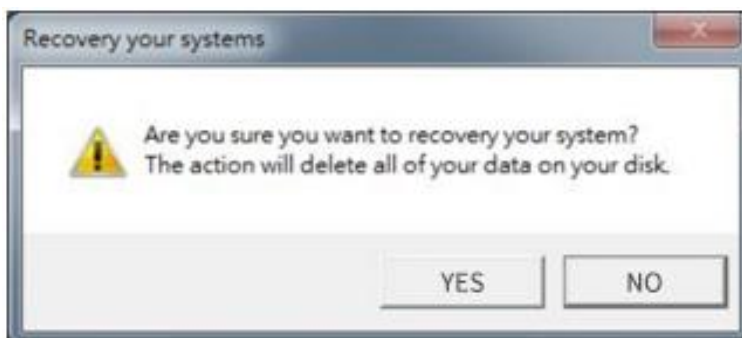 Recovery your systems
Are you sure you want to recovery your system?
The action will delete all of your data on your disk.
YES
NO